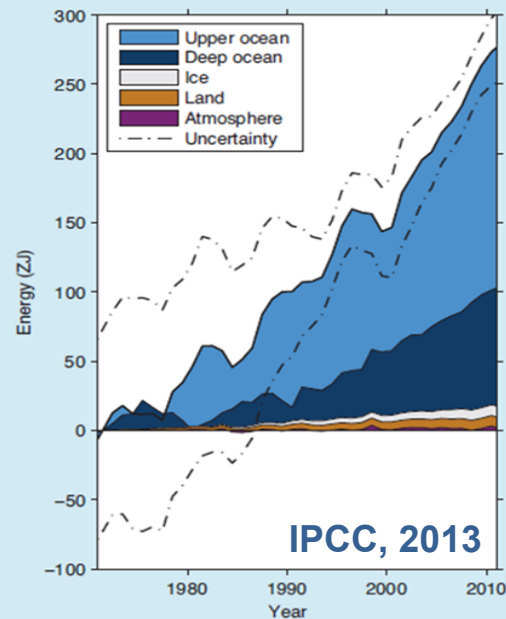 300
250
200
150
100
50
0
−50
−100
Energy (ZJ)
Upper ocean
Deep ocean
Ice
Land
Atmosphere
Uncertainty
IPCC, 2013
1980
1990
2000
2010
Year